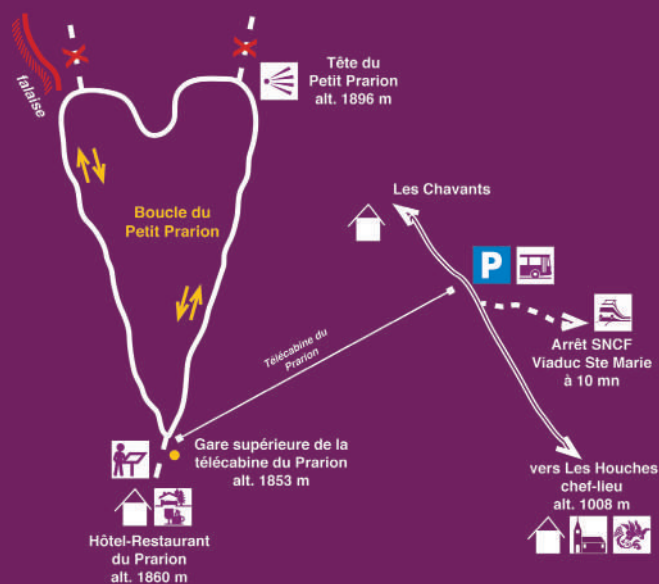 falaise
Tête du
Petit Prarion
alt. 1896 m
Boucle du
Petit Prarion
Les Chavants
P
Télécabine du
Prarion
Arrêt SNCF
Viaduc Ste Marie
à 10 mn
Gare supérieure de la
télécabine du Prarion
alt. 1853 m
vers Les Houches
chef-lieu
alt. 1008 m
Hôtel-Restaurant
du Prarion
alt. 1860 m